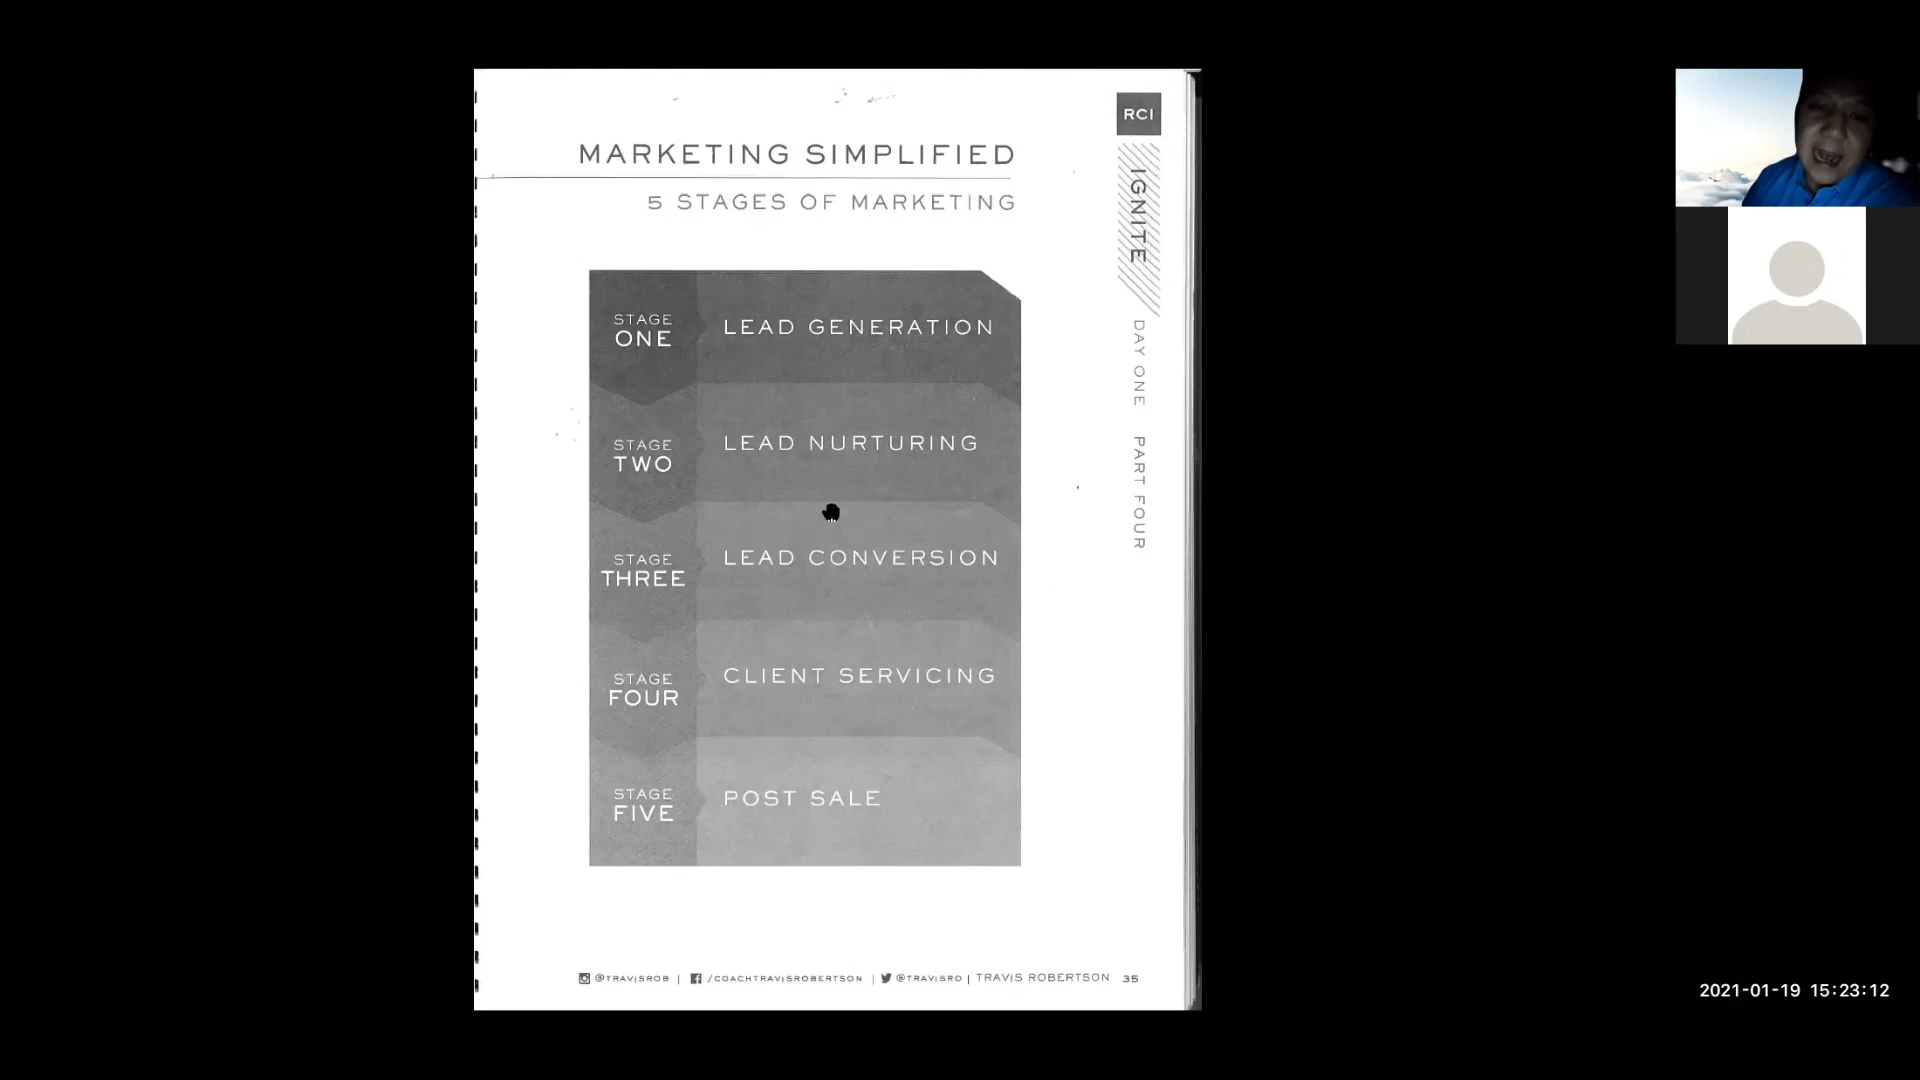 RCI
MARKETING SIMPLIFIED
5 STAGES OF MARKETING
IGNITE
DAY ONE PART FOUR
STAGE ONE LEAD GENERATION
STAGE TWO LEAD NURTURING
STAGE THREE LEAD CONVERSION
STAGE FOUR CLIENT SERVICING
STAGE FIVE POST SALE
@TRAVISROB | /COACHTRAVISROBERTSON | @TRAVISRO | TRAVIS ROBERTSON 35
2021-01-19 15:23:12